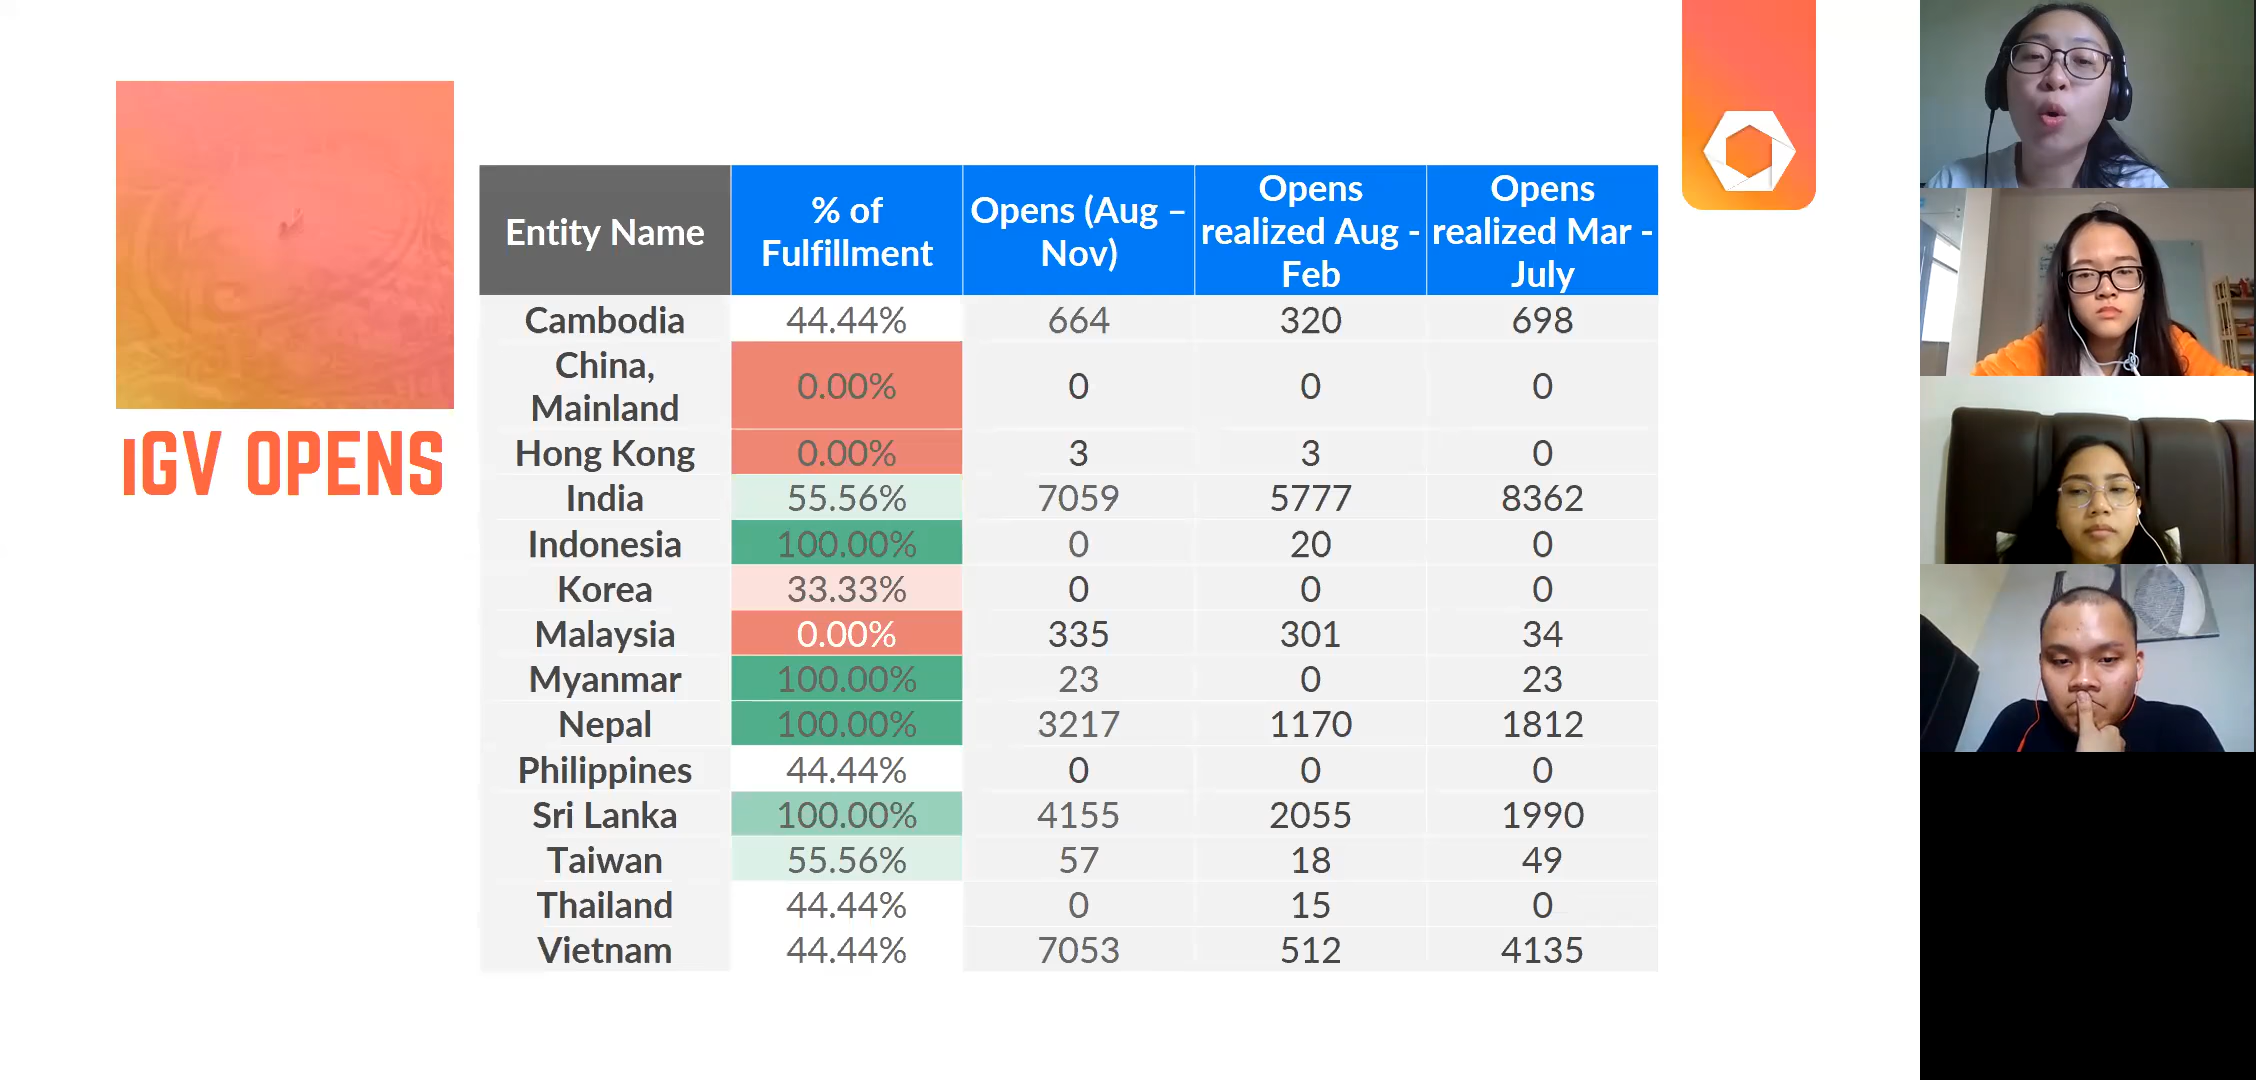 iGV OPENS
Entity Name
% of
Fulfillment
Opens (Aug –
Nov)
Opens
realized Aug -
Feb
Opens
realized Mar -
July
Cambodia 44.44% 664 320 698
China,
Mainland 0.00% 0 0 0
Hong Kong 0.00% 3 3 0
India 55.56% 7059 5777 8362
Indonesia 100.00% 0 20 0
Korea 33.33% 0 0 0
Malaysia 0.00% 335 301 34
Myanmar 100.00% 23 0 23
Nepal 100.00% 3217 1170 1812
Philippines 44.44% 0 0 0
Sri Lanka 100.00% 4155 2055 1990
Taiwan 55.56% 57 18 49
Thailand 44.44% 0 15 0
Vietnam 44.44% 7053 512 4135